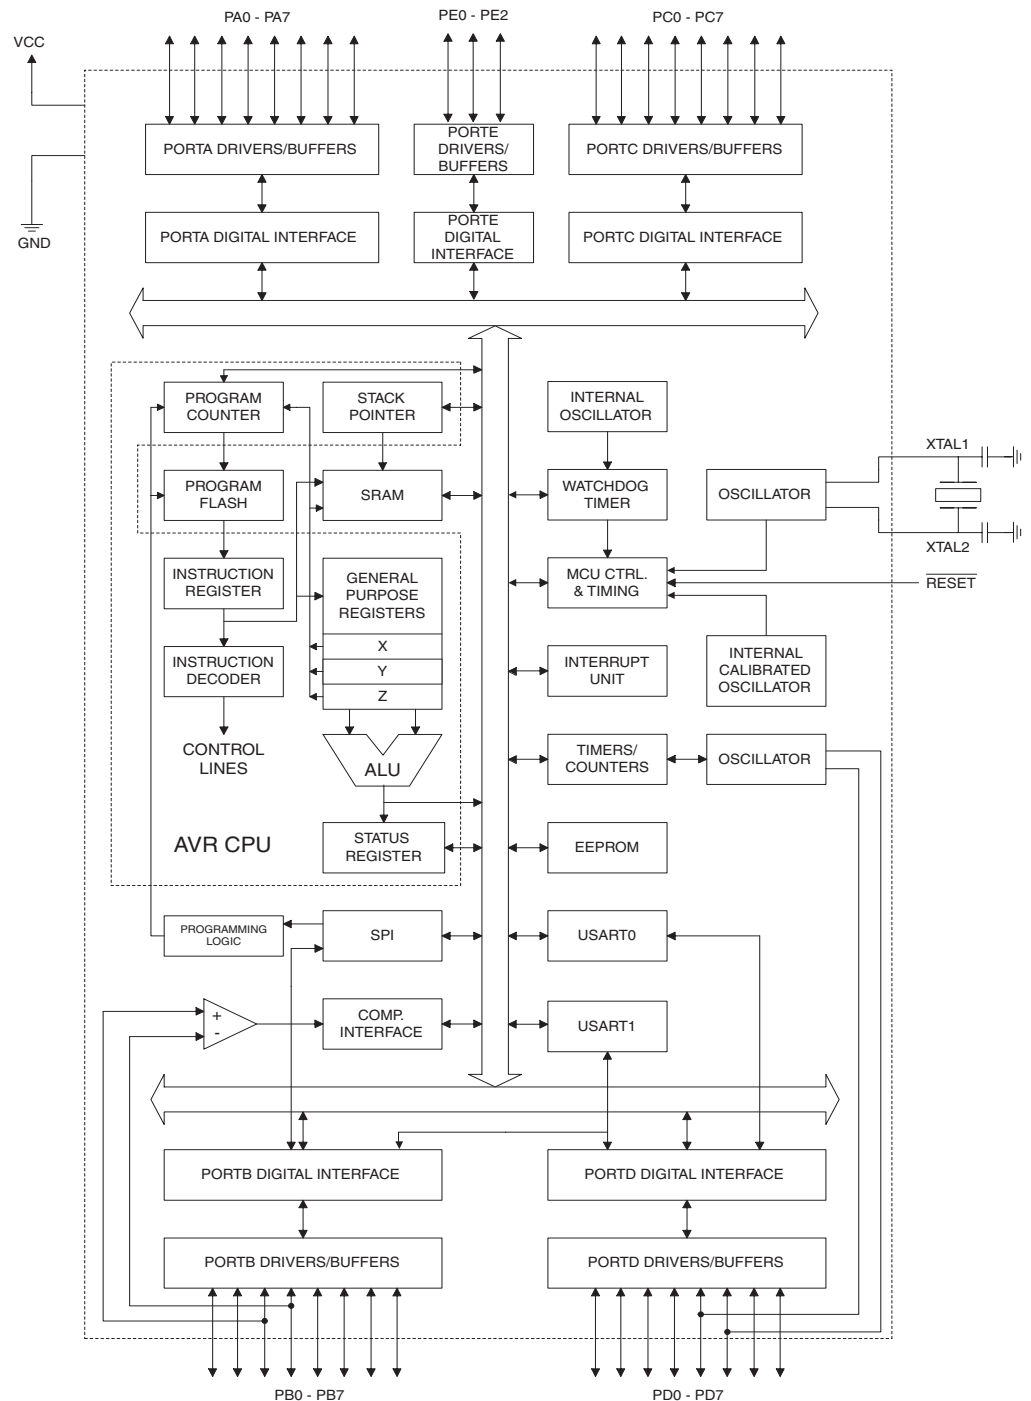 PA0 - PA7
PE0 - PE2
PC0 - PC7
VCC
PORTA DRIVERS/BUFFERS
PORTE
DRIVERS/
BUFFERS
PORTC DRIVERS/BUFFERS
GND
PORTA DIGITAL INTERFACE
PORTE
DIGITAL
INTERFACE
PORTC DIGITAL INTERFACE
PROGRAM
COUNTER
STACK
POINTER
INTERNAL
OSCILLATOR
XTAL1
PROGRAM
FLASH
SRAM
WATCHDOG
TIMER
OSCILLATOR
XTAL2
INSTRUCTION
REGISTER
GENERAL
PURPOSE
REGISTERS
MCU CTRL.
& TIMING
RESET
X
Y
Z
INSTRUCTION
DECODER
INTERRUPT
UNIT
INTERNAL
CALIBRATED
OSCILLATOR
CONTROL
LINES
ALU
TIMERS/
COUNTERS
OSCILLATOR
AVR CPU
STATUS
REGISTER
EEPROM
PROGRAMMING
LOGIC
SPI
USART0
+
-
COMP.
INTERFACE
USART1
PORTB DIGITAL INTERFACE
PORTD DIGITAL INTERFACE
PORTB DRIVERS/BUFFERS
PORTD DRIVERS/BUFFERS
PB0 - PB7
PD0 - PD7